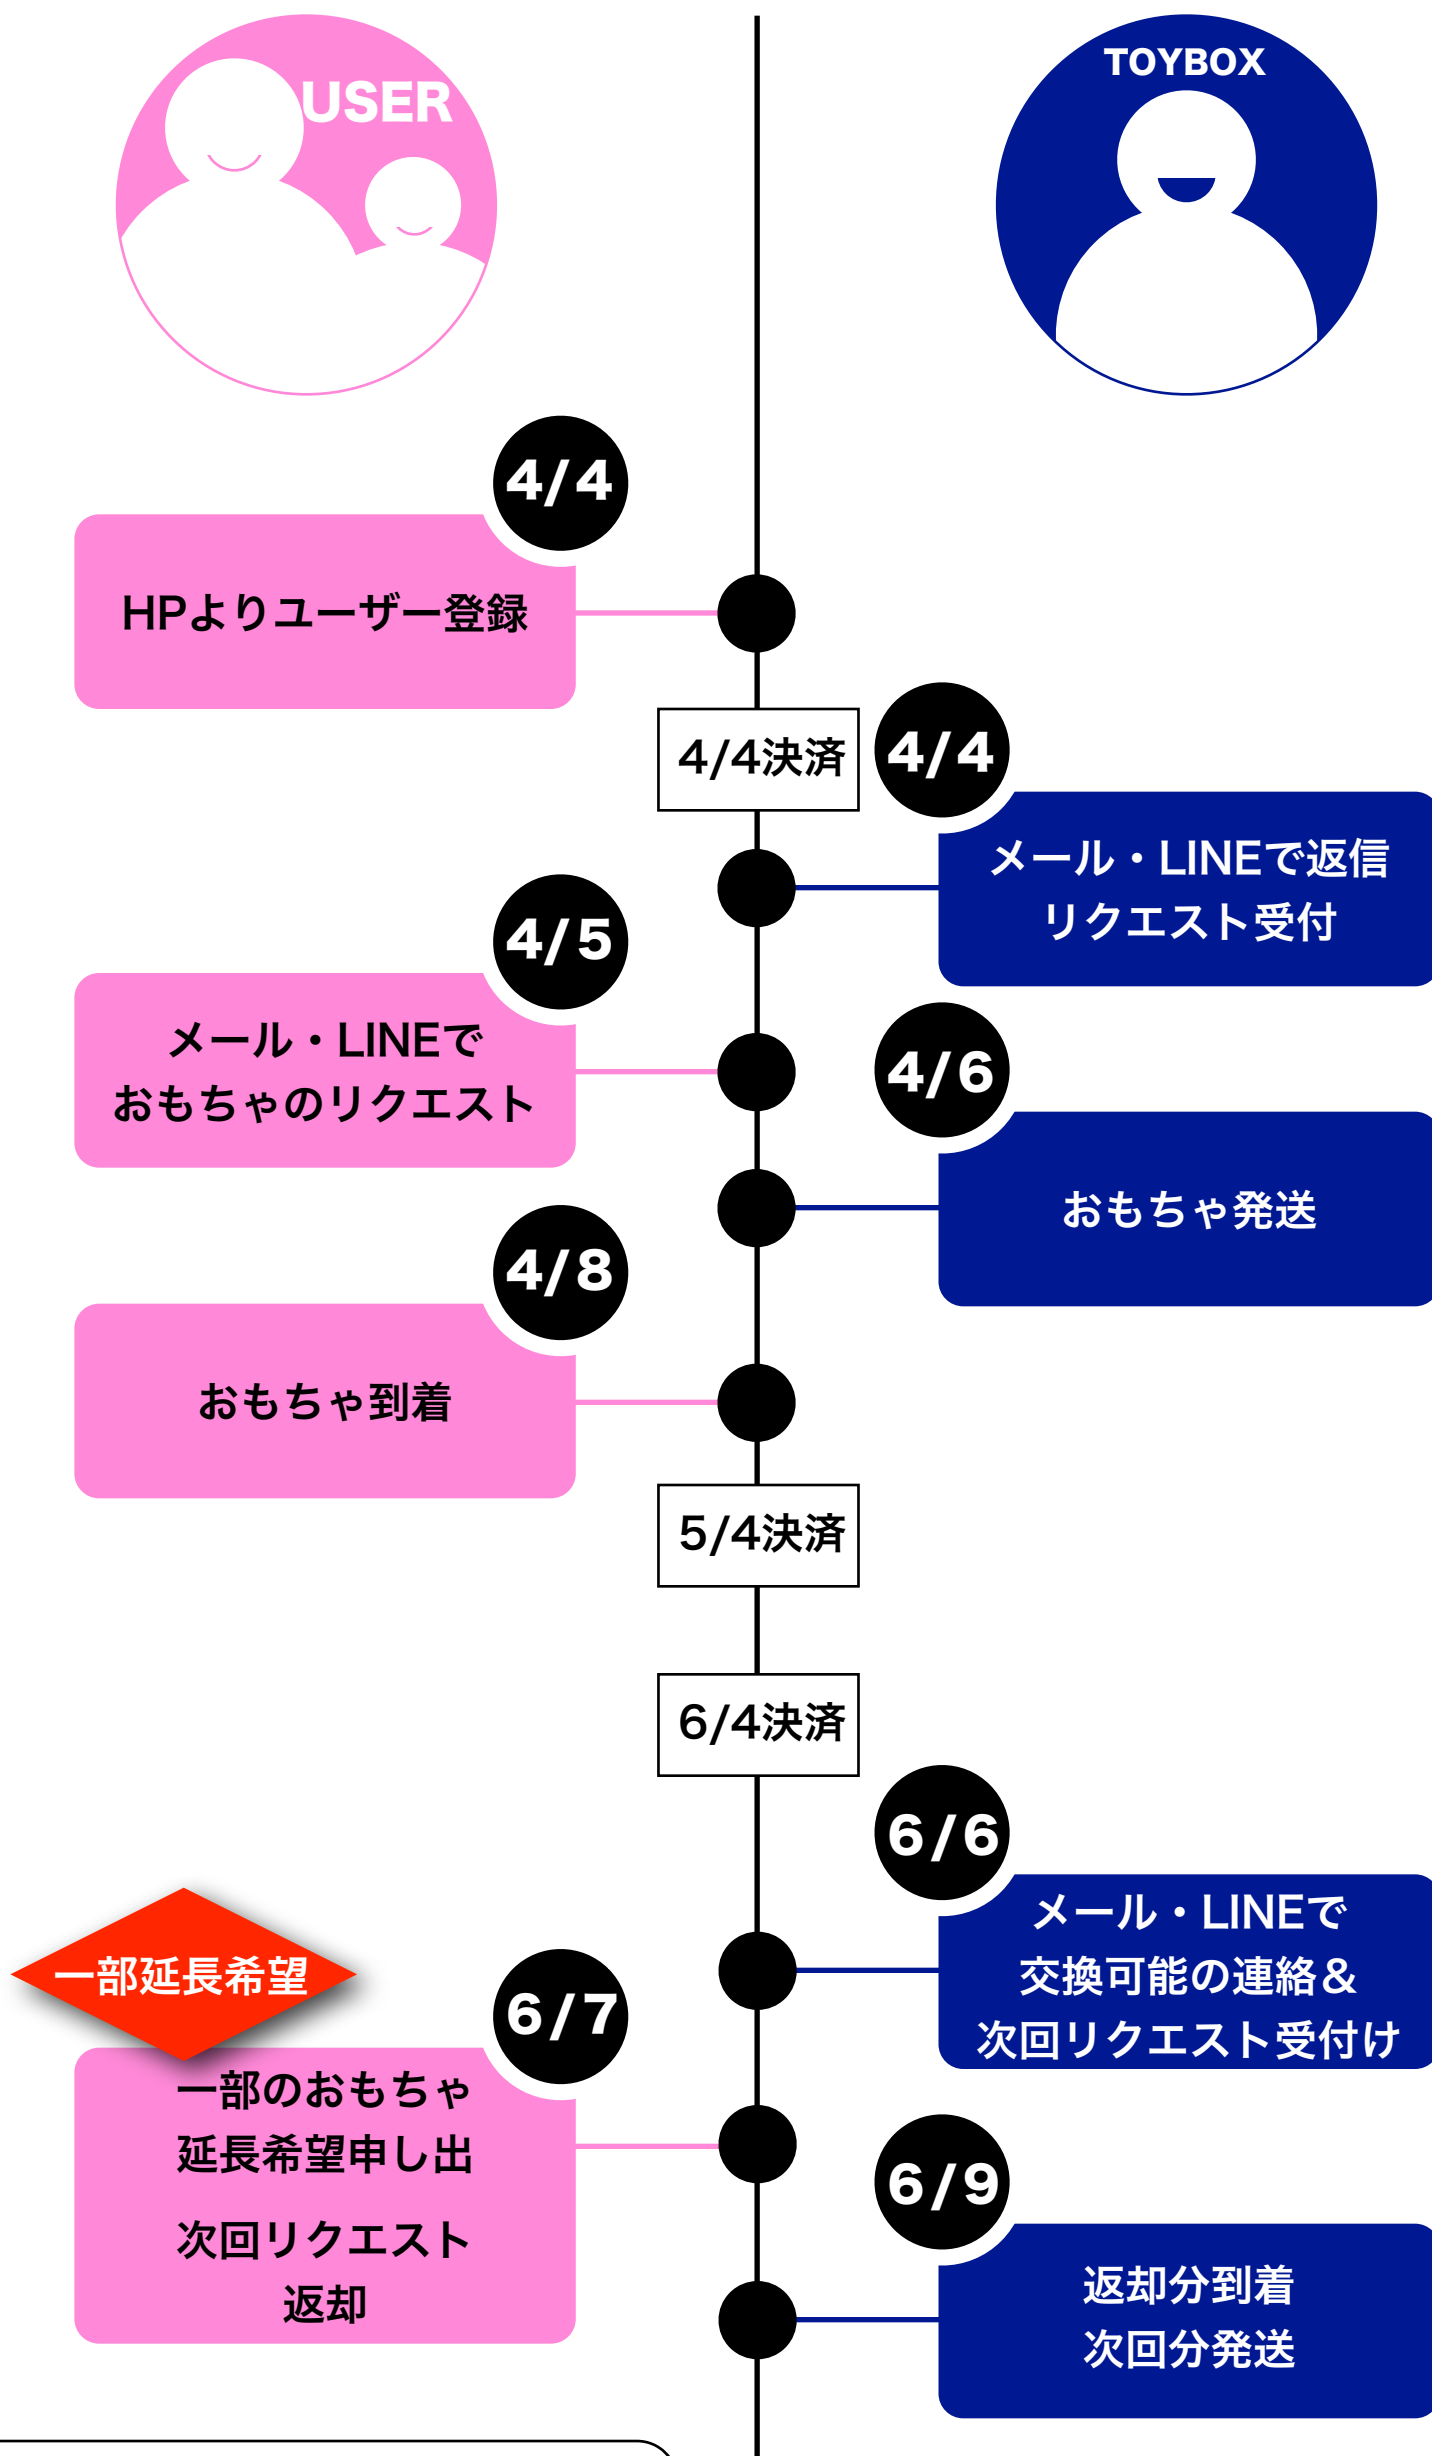 USER
TOYBOX
4/4
HPよりユーザー登録
4/4決済
4/4
メール・LINEで返信
リクエスト受付
4/5
メール・LINEで
おもちゃのリクエスト
4/6
おもちゃ発送
4/8
おもちゃ到着
5/4決済
6/4決済
6/6
メール・LINEで
交換可能の連絡＆
次回リクエスト受付け
一部延長希望
6/7
一部のおもちゃ
延長希望申し出
次回リクエスト
返却
6/9
返却分到着
次回分発送